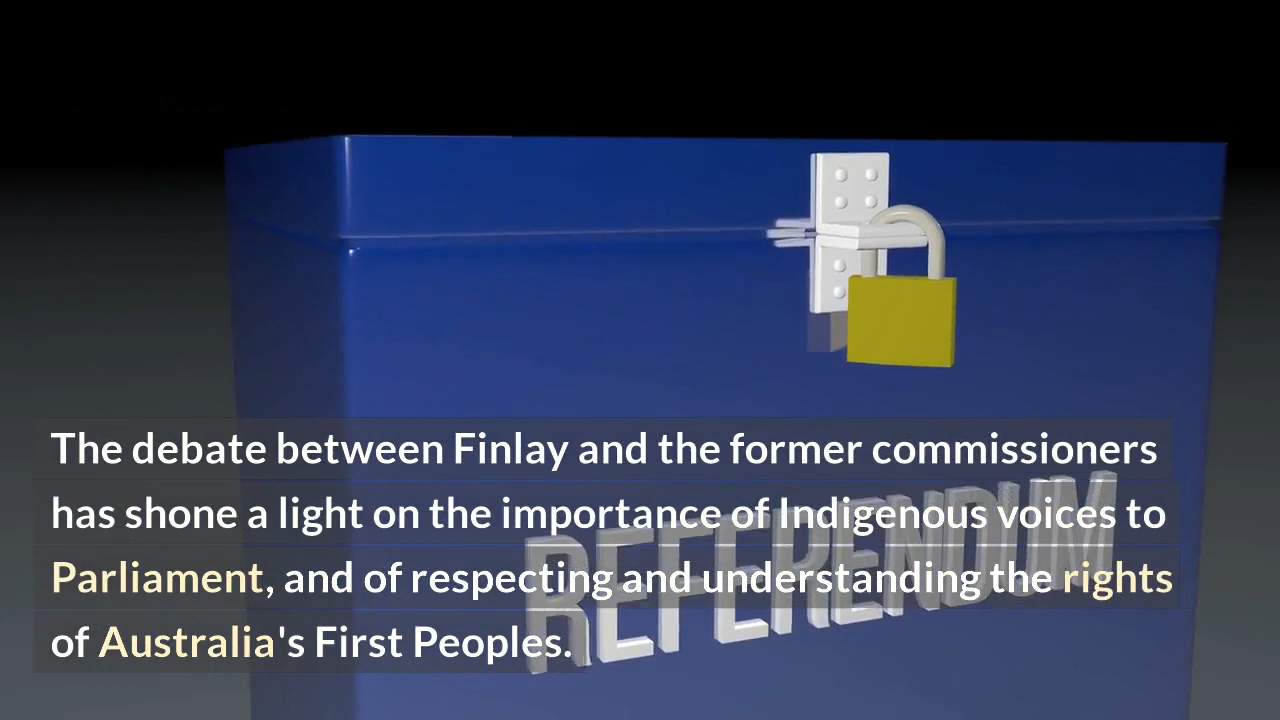 The debate between Finlay and the former commissioners
has shone a light on the importance of Indigenous voices to
Parliament, and of respecting and understanding the rights
of Australia's First Peoples.
REFERENDUM